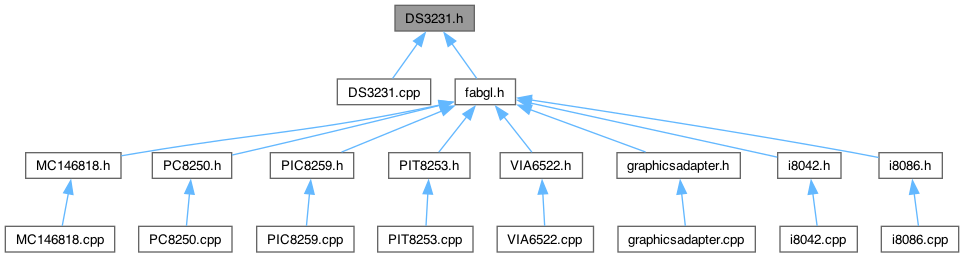 DS3231.h
DS3231.cpp
fabgl.h
MC146818.h
PC8250.h
PIC8259.h
PIT8253.h
VIA6522.h
graphicsadapter.h
i8042.h
i8086.h
MC146818.cpp
PC8250.cpp
PIC8259.cpp
PIT8253.cpp
VIA6522.cpp
graphicsadapter.cpp
i8042.cpp
i8086.cpp